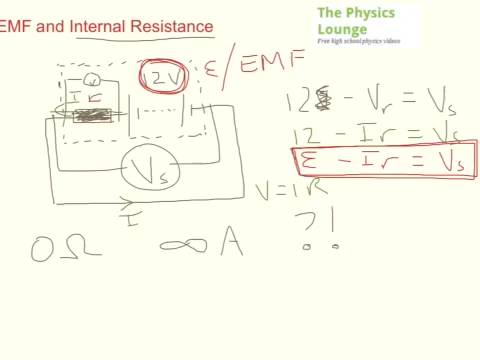 EMF and Internal Resistance
The Physics
Lounge
Free high school physics videos
V
12V
ε/EMF
I r
Vs
I
12 - Vr = Vs
12 - Ir = Vs
ε - Ir = Vs
V = IR
0Ω
∞ A
?!